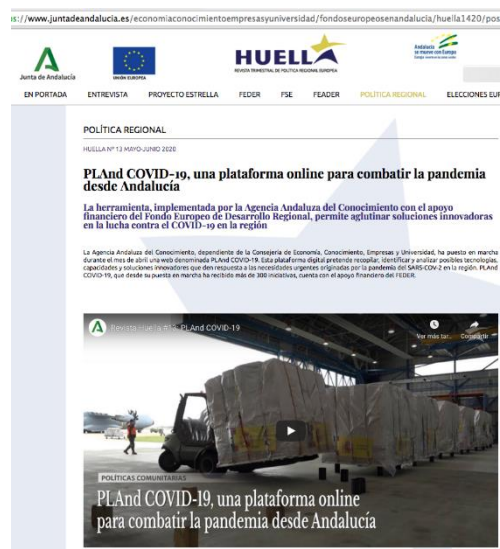 s://www.juntadeandalucia.es/economiaconocimientoempresasyuniversidad/fondoseuropeosenandalucia/huella1420/pos
Junta de Andalucía
UNIÓN EUROPEA
HUELLA
REVISTA TRIMESTRAL DE POLÍTICA REGIONAL EUROPEA
Andalucía
se mueve con Europa
EN PORTADA ENTREVISTA PROYECTO ESTRELLA FEDER FSE FEADER POLÍTICA REGIONAL ELECCIONES EUR
POLÍTICA REGIONAL
HUELLA Nº 13 MAYO-JUNIO 2020
PLAnd COVID-19, una plataforma online para combatir la pandemia
desde Andalucía
La herramienta, implementada por la Agencia Andaluza del Conocimiento con el apoyo
financiero del Fondo Europeo de Desarrollo Regional, permite aglutinar soluciones innovadoras
en la lucha contra el COVID-19 en la región
La Agencia Andaluza del Conocimiento, dependiente de la Consejería de Economía, Conocimiento, Empresas y Universidad, ha puesto en marcha
durante el mes de abril una web denominada PLAnd COVID-19. Esta plataforma digital pretende recopilar, identificar y analizar posibles tecnologías,
capacidades y soluciones innovadores que den respuesta a las necesidades urgentes originadas por la pandemia del SARS-COV-2 en la región. PLAnd
COVID-19, que desde su puesta en marcha ha recibido más de 300 iniciativas, cuenta con el apoyo financiero del FEDER.
Revista Huella #13. PLAnd COVID-19
Ver más tar... Compartir
POLÍTICAS COMUNITARIAS
PLAnd COVID-19, una plataforma online
para combatir la pandemia desde Andalucía